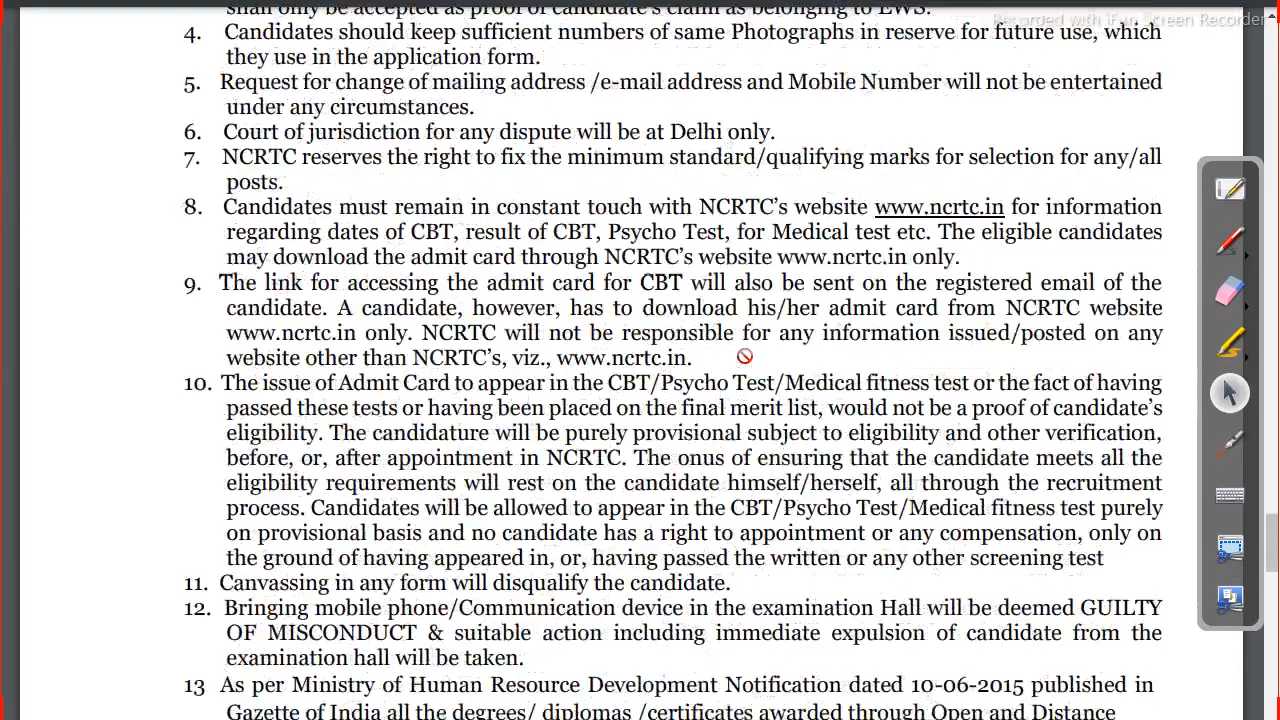 shall only be accepted as proof of candidate's claim as belonging to EWS.
Recorded with iFun Screen Recorder
4. Candidates should keep sufficient numbers of same Photographs in reserve for future use, which
they use in the application form.
5. Request for change of mailing address /e-mail address and Mobile Number will not be entertained
under any circumstances.
6. Court of jurisdiction for any dispute will be at Delhi only.
7. NCRTC reserves the right to fix the minimum standard/qualifying marks for selection for any/all
posts.
8. Candidates must remain in constant touch with NCRTC's website www.ncrtc.in for information
regarding dates of CBT, result of CBT, Psycho Test, for Medical test etc. The eligible candidates
may download the admit card through NCRTC's website www.ncrtc.in only.
9. The link for accessing the admit card for CBT will also be sent on the registered email of the
candidate. A candidate, however, has to download his/her admit card from NCRTC website
www.ncrtc.in only. NCRTC will not be responsible for any information issued/posted on any
website other than NCRTC's, viz., www.ncrtc.in.
10. The issue of Admit Card to appear in the CBT/Psycho Test/Medical fitness test or the fact of having
passed these tests or having been placed on the final merit list, would not be a proof of candidate's
eligibility. The candidature will be purely provisional subject to eligibility and other verification,
before, or, after appointment in NCRTC. The onus of ensuring that the candidate meets all the
eligibility requirements will rest on the candidate himself/herself, all through the recruitment
process. Candidates will be allowed to appear in the CBT/Psycho Test/Medical fitness test purely
on provisional basis and no candidate has a right to appointment or any compensation, only on
the ground of having appeared in, or, having passed the written or any other screening test
11. Canvassing in any form will disqualify the candidate.
12. Bringing mobile phone/Communication device in the examination Hall will be deemed GUILTY
OF MISCONDUCT & suitable action including immediate expulsion of candidate from the
examination hall will be taken.
13 As per Ministry of Human Resource Development Notification dated 10-06-2015 published in
Gazette of India all the degrees/ diplomas /certificates awarded through Open and Distance